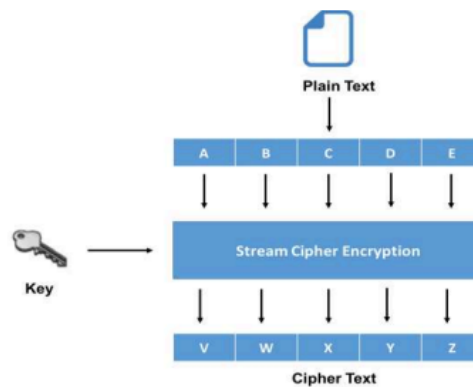 Plain Text
A B C D E
Stream Cipher Encryption
Key
V W X Y Z
Cipher Text